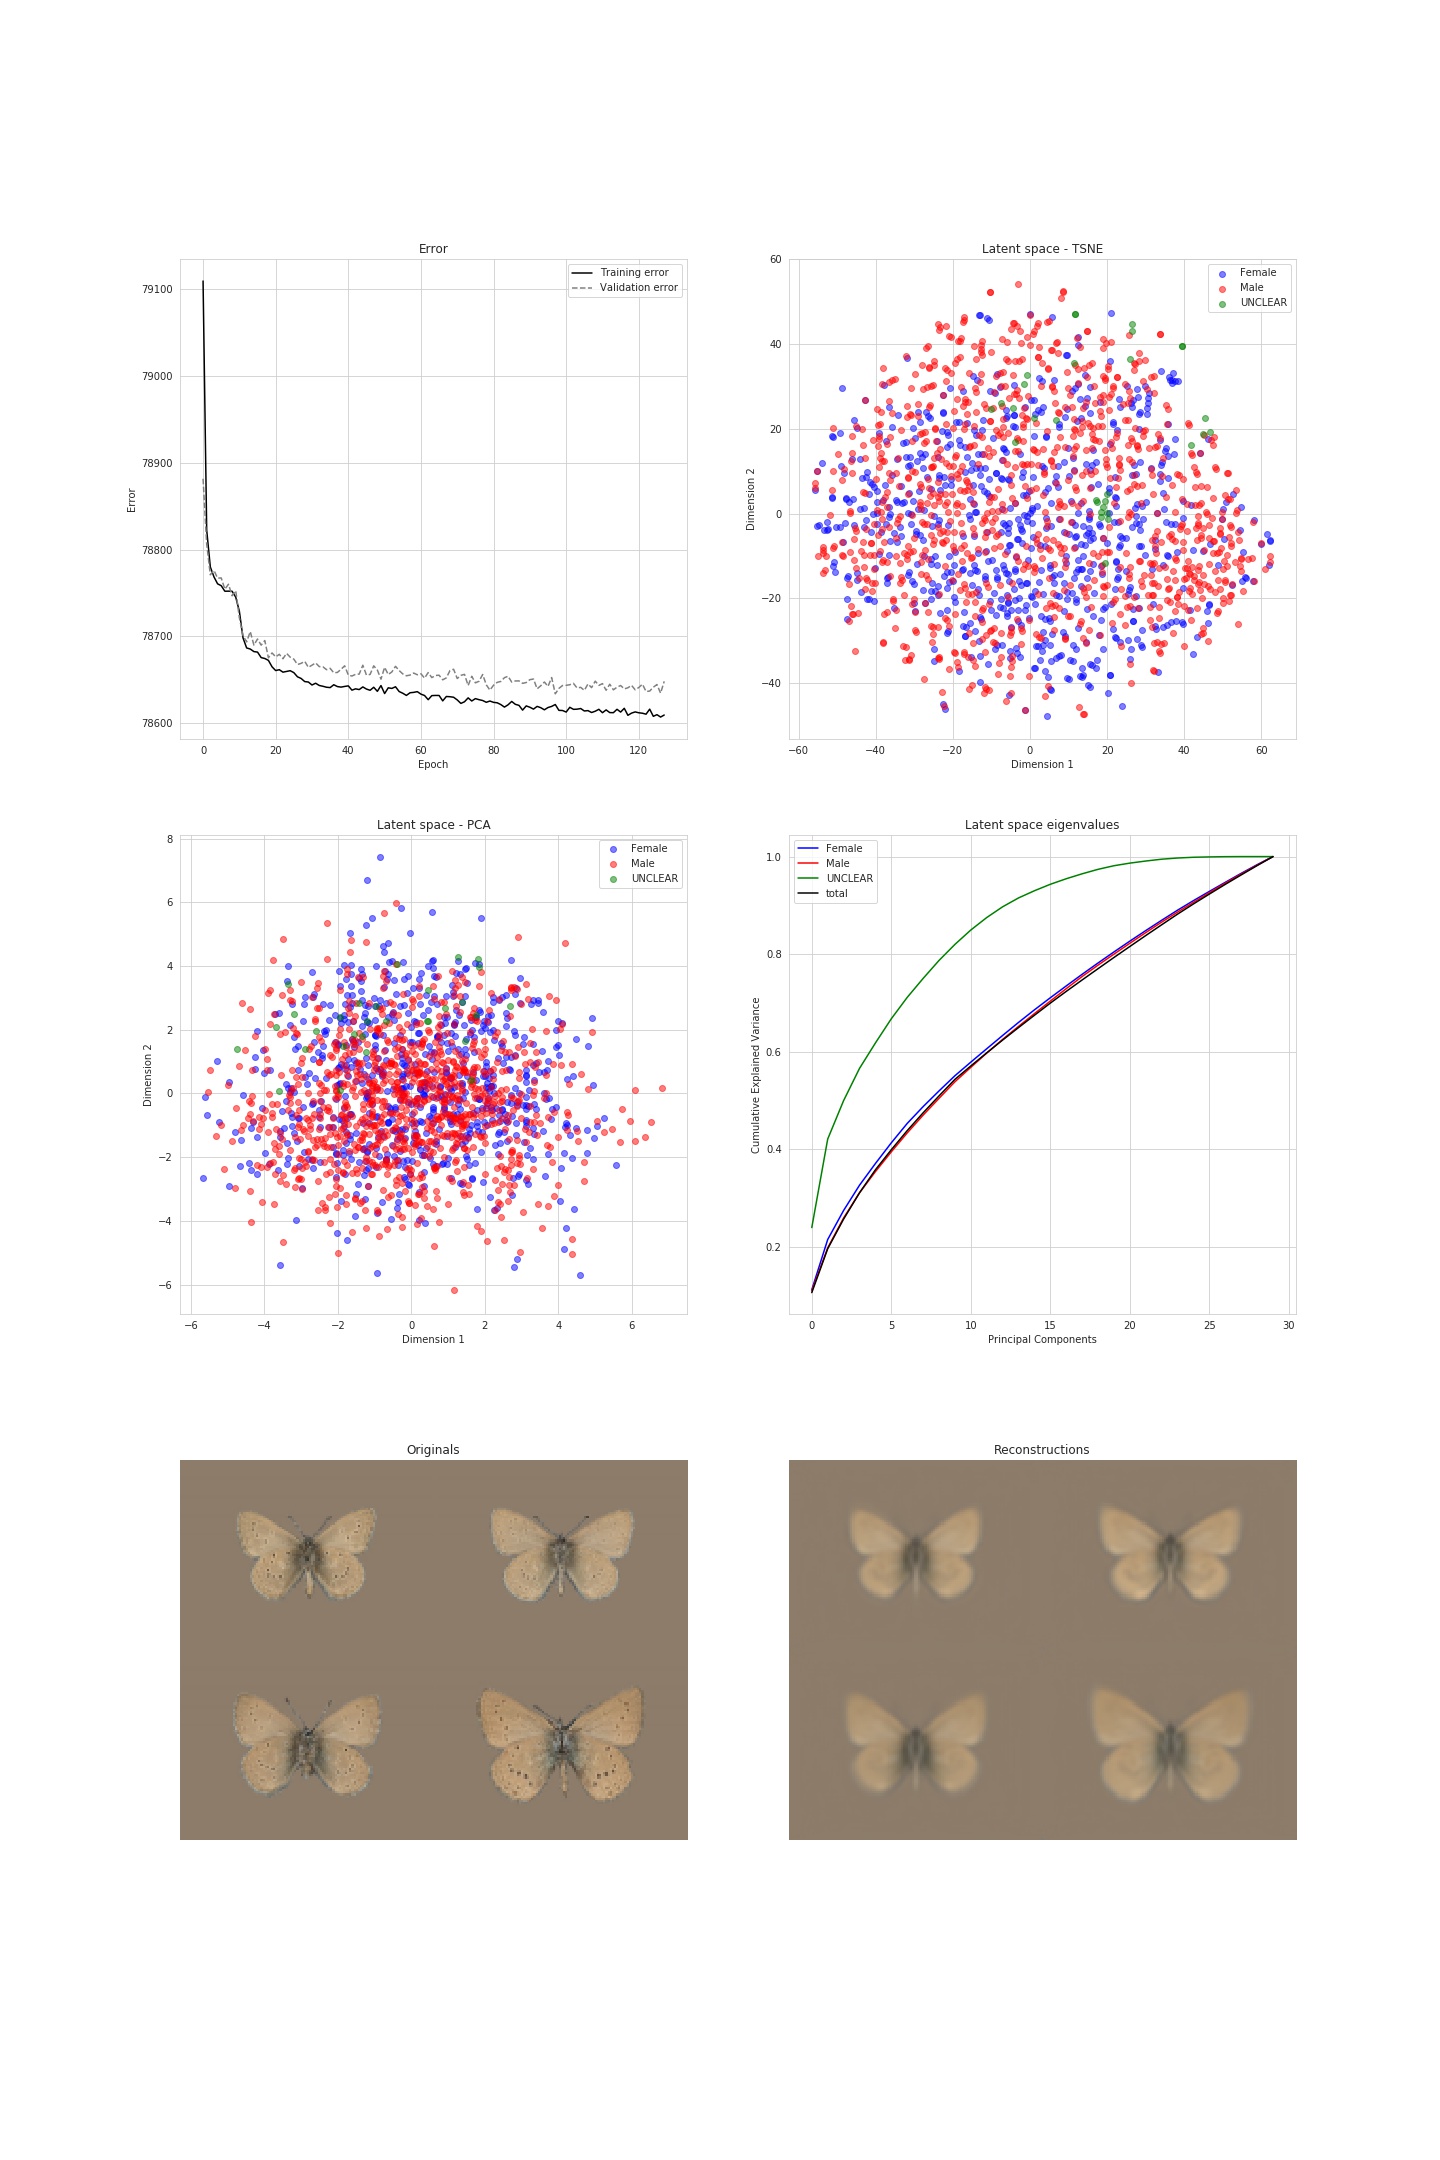 Error
Training error
Validation error
79100
79000
78900
78800
78700
78600
Error
0 20 40 60 80 100 120
Epoch
Latent space - TSNE
Female
Male
UNCLEAR
60
40
20
0
−20
−40
Dimension 2
−60 −40 −20 0 20 40 60
Dimension 1
Latent space - PCA
Female
Male
UNCLEAR
8
6
4
2
0
−2
−4
−6
Dimension 2
−6 −4 −2 0 2 4 6
Dimension 1
Latent space eigenvalues
Female
Male
UNCLEAR
total
1.0
0.8
0.6
0.4
0.2
Cumulative Explained Variance
0 5 10 15 20 25 30
Principal Components
Originals
Reconstructions